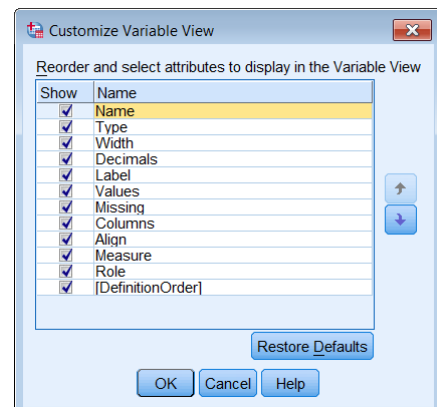 Customize Variable View
Reorder and select attributes to display in the Variable View
Show Name
Name
Type
Width
Decimals
Label
Values
Missing
Columns
Align
Measure
Role
[DefinitionOrder]
Restore Defaults
OK Cancel Help